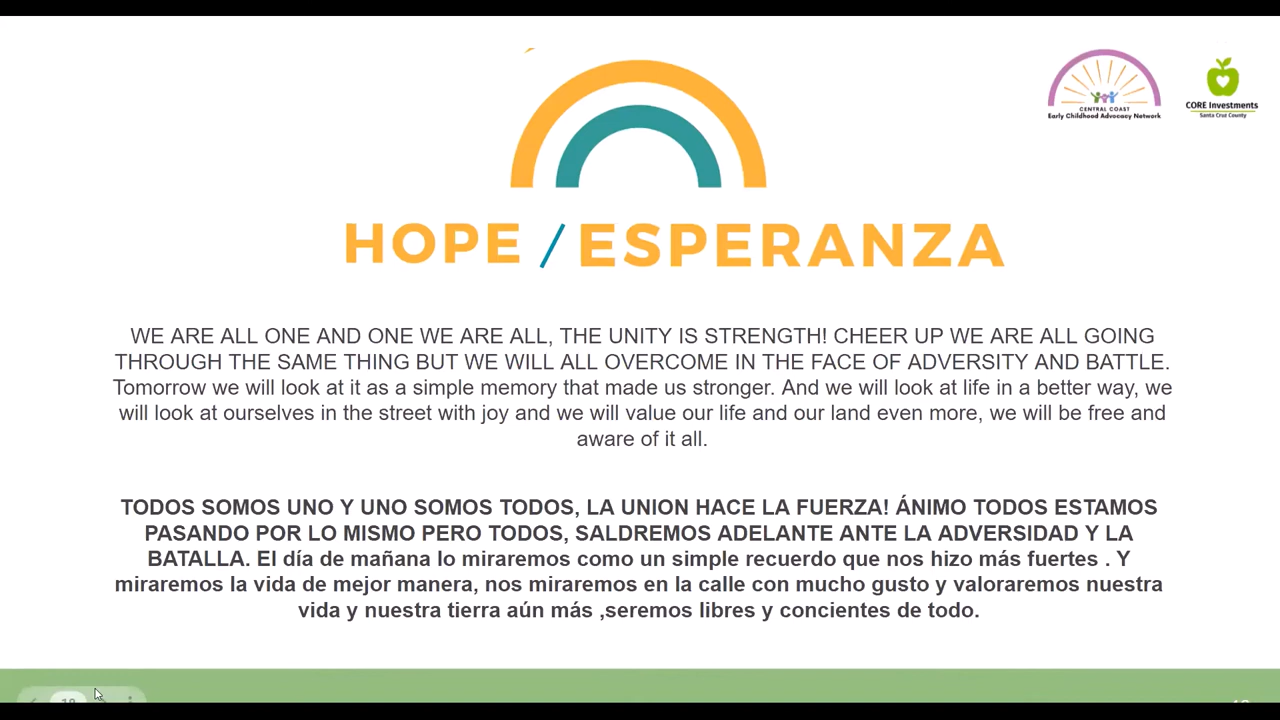 CENTRAL COAST
Early Childhood Advocacy Network
CORE Investments
Santa Cruz County
HOPE / ESPERANZA
WE ARE ALL ONE AND ONE WE ARE ALL, THE UNITY IS STRENGTH! CHEER UP WE ARE ALL GOING
THROUGH THE SAME THING BUT WE WILL ALL OVERCOME IN THE FACE OF ADVERSITY AND BATTLE.
Tomorrow we will look at it as a simple memory that made us stronger. And we will look at life in a better way, we
will look at ourselves in the street with joy and we will value our life and our land even more, we will be free and
aware of it all.
TODOS SOMOS UNO Y UNO SOMOS TODOS, LA UNION HACE LA FUERZA! ÁNIMO TODOS ESTAMOS
PASANDO POR LO MISMO PERO TODOS, SALDREMOS ADELANTE ANTE LA ADVERSIDAD Y LA
BATALLA. El día de mañana lo miraremos como un simple recuerdo que nos hizo más fuertes . Y
miraremos la vida de mejor manera, nos miraremos en la calle con mucho gusto y valoraremos nuestra
vida y nuestra tierra aún más ,seremos libres y concientes de todo.